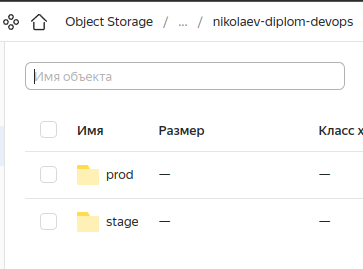 Object Storage / ... / nikolaev-diplom-devops
Имя объекта
Имя Размер Класс х
prod — —
stage — —